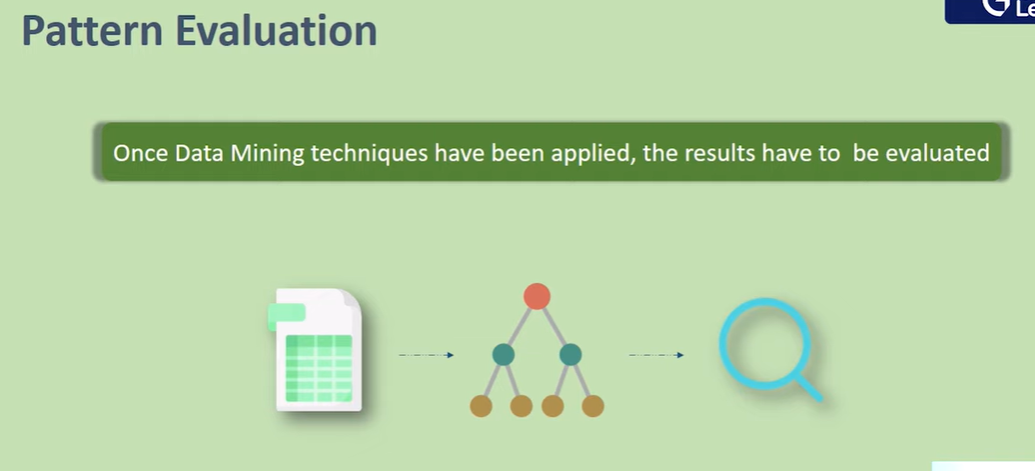 Pattern Evaluation
Once Data Mining techniques have been applied, the results have to be evaluated